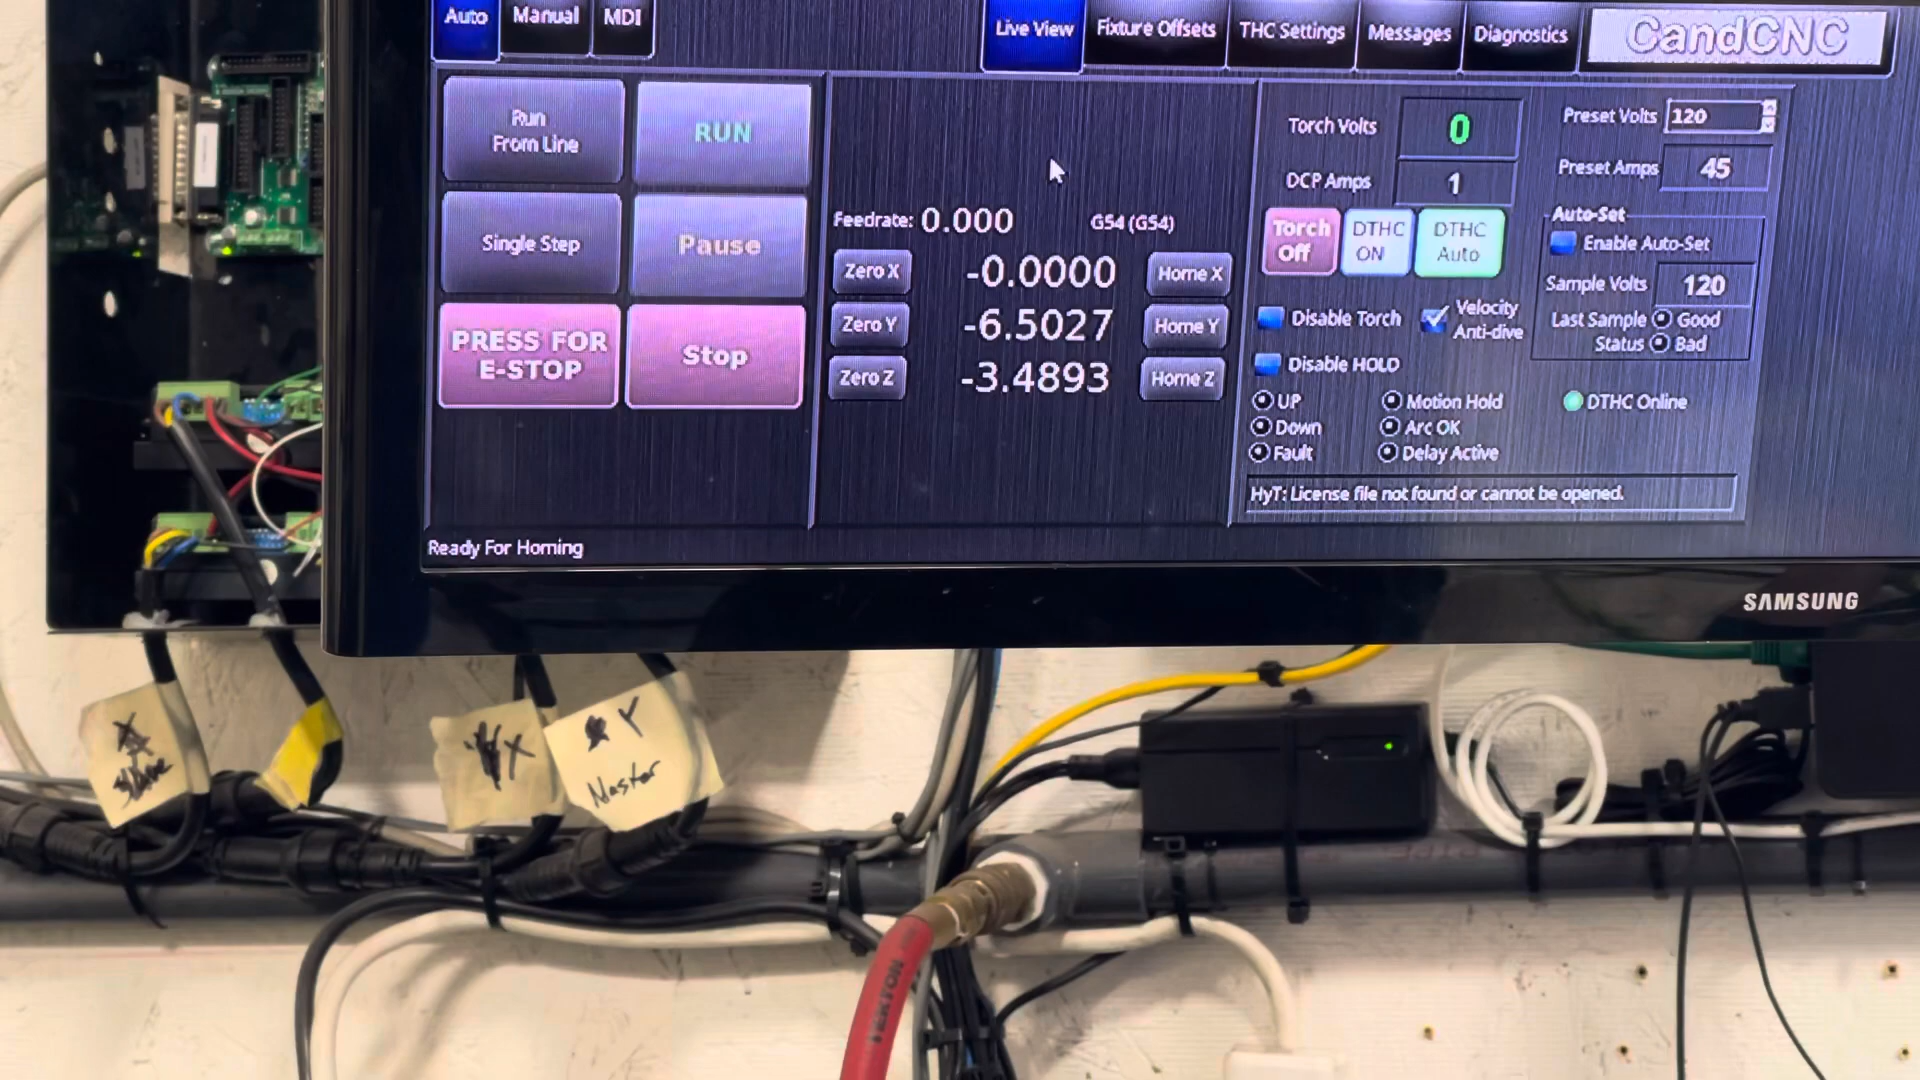 Auto
Manual
MDI
Live View
Fixture Offsets
THC Settings
Messages
Diagnostics
CandCNC
Run
From Line
RUN
Single Step
Pause
PRESS FOR
E-STOP
Stop
Feedrate: 0.000
G54 (G54)
Zero X
-0.0000
Home X
Zero Y
-6.5027
Home Y
Zero Z
-3.4893
Home Z
Torch Volts
0
Preset Volts
120
DCP Amps
1
Preset Amps
45
Torch
Off
DTHC
ON
DTHC
Auto
Auto-Set
Enable Auto-Set
Sample Volts
120
Disable Torch
Velocity
Anti-dive
Last Sample
Status
Good
Bad
Disable HOLD
UP
Motion Hold
DTHC Online
Down
Arc OK
Fault
Delay Active
HyT: License file not found or cannot be opened.
Ready For Homing
SAMSUNG
X
X
Y
Master